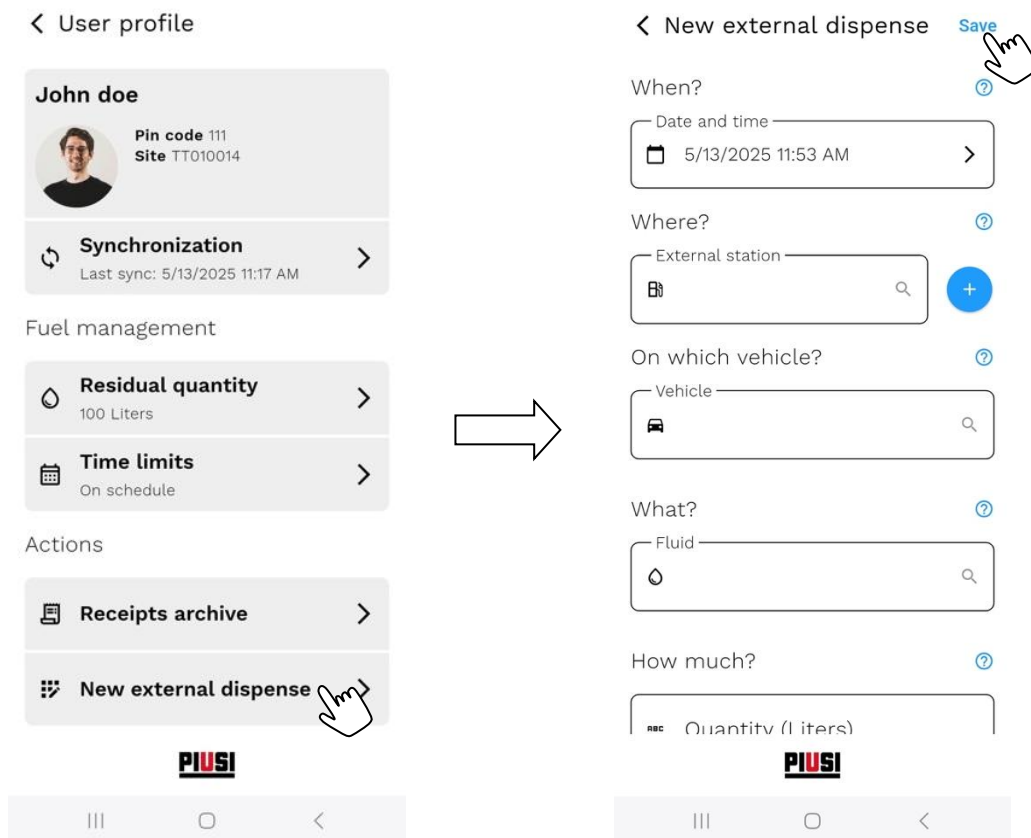 User profile
John doe
Pin code 111
Site TT010014
Synchronization
Last sync: 5/13/2025 11:17 AM
Fuel management
Residual quantity
100 Liters
Time limits
On schedule
Actions
Receipts archive
New external dispense
PIUSI
New external dispense
Save
When?
Date and time
5/13/2025 11:53 AM
Where?
External station
On which vehicle?
Vehicle
What?
Fluid
How much?
ABC Quantity (Liters)
PIUSI